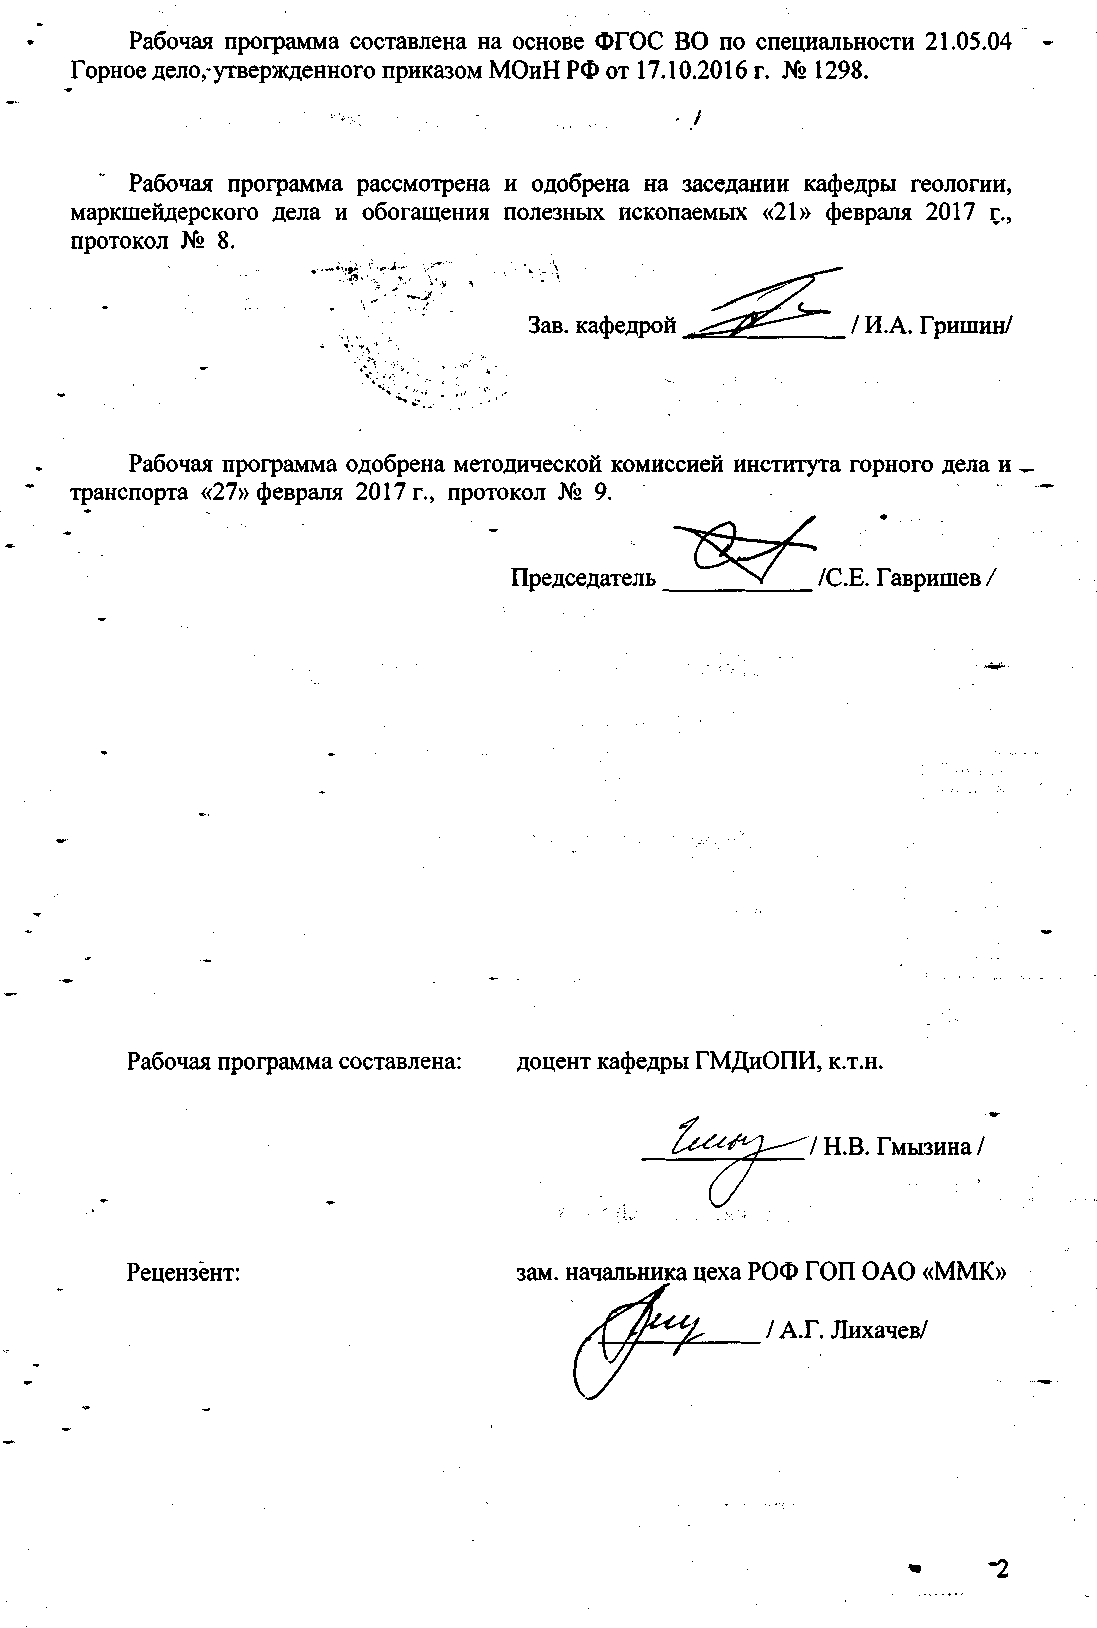 Рабочая программа составлена на основе ФГОС ВО по специальности 21.05.04
Горное дело, утвержденного приказом МОиН РФ от 17.10.2016 г. № 1298.
Рабочая программа рассмотрена и одобрена на заседании кафедры геологии,
маркшейдерского дела и обогащения полезных ископаемых «21» февраля 2017 г.,
протокол № 8.
Зав. кафедрой / И.А. Гришин/
Рабочая программа одобрена методической комиссией института горного дела и
транспорта «27» февраля 2017 г., протокол № 9.
Председатель /С.Е. Гавришев /
Рабочая программа составлена: доцент кафедры ГМДиОПИ, к.т.н.
/ Н.В. Гмызина /
Рецензент: зам. начальника цеха РОФ ГОП ОАО «ММК»
/ А.Г. Лихачев/
2